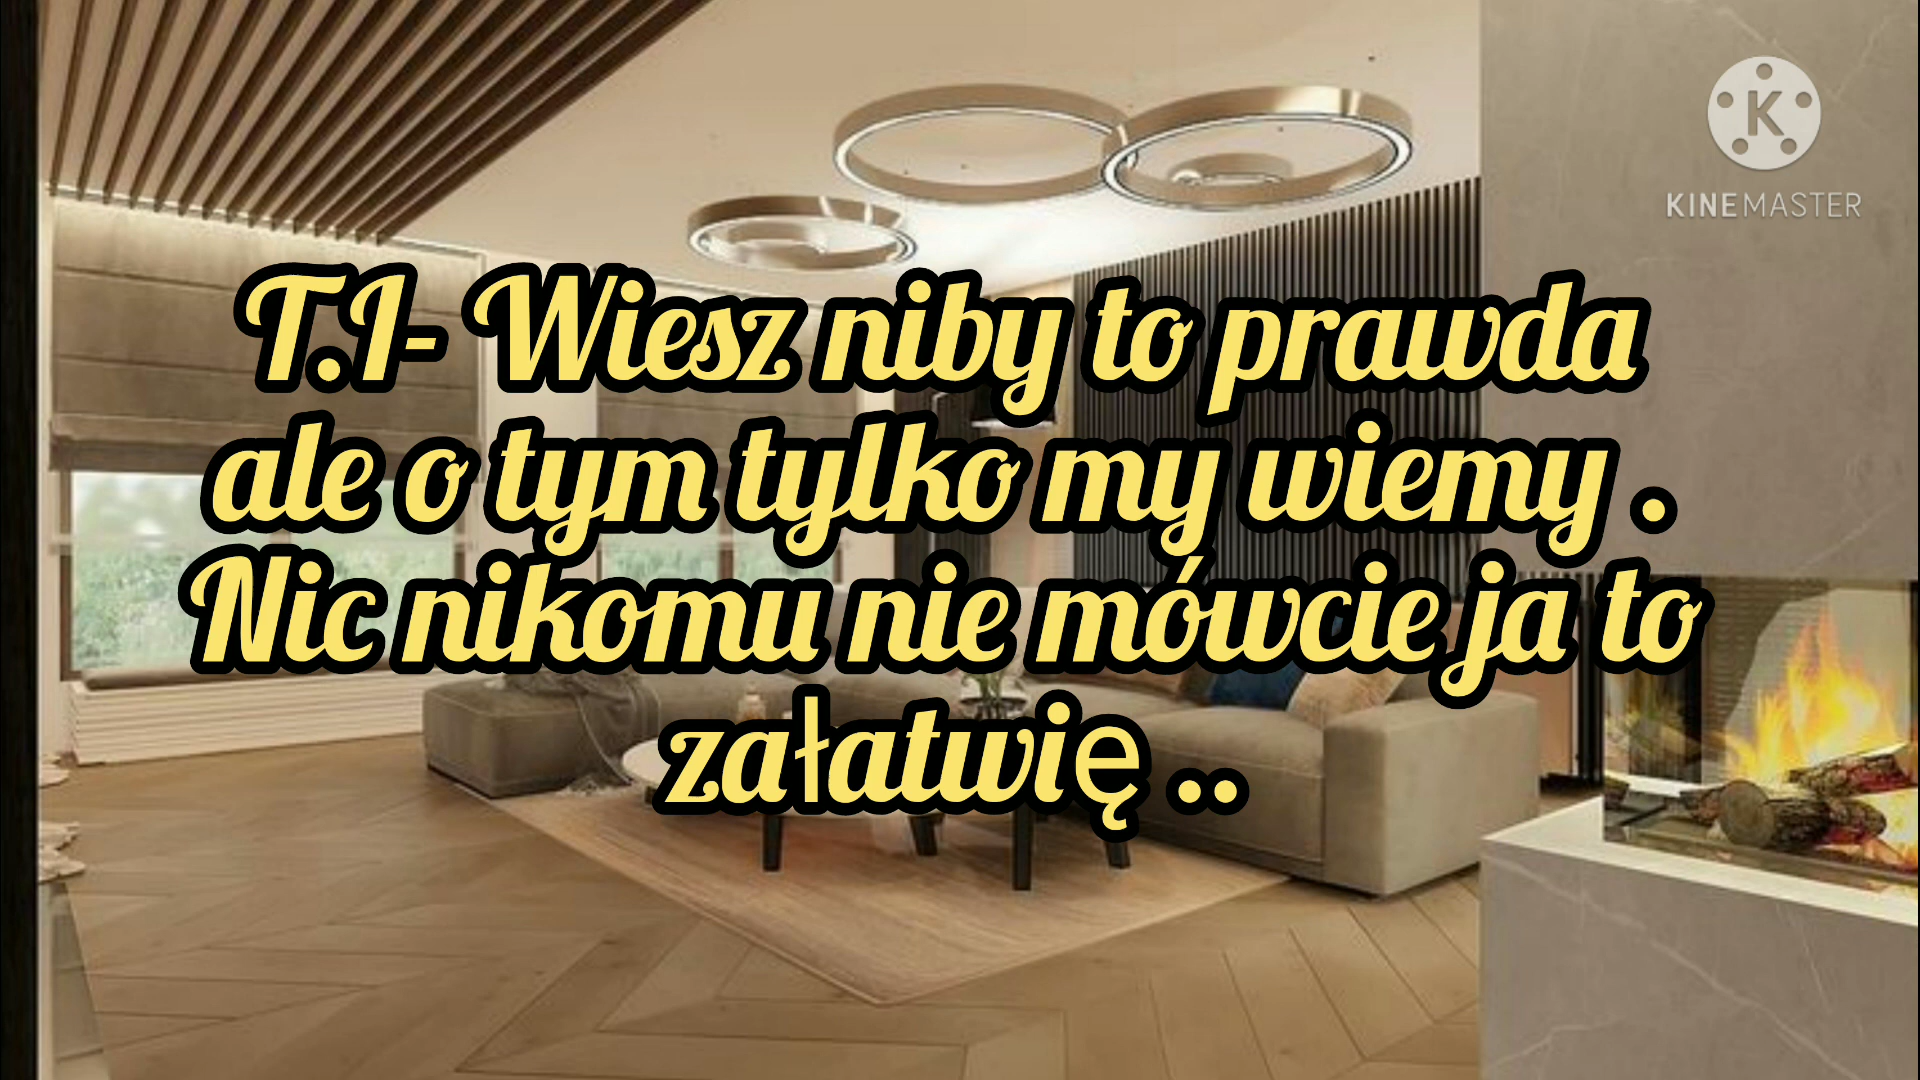 K
KINEMASTER
T.I- Wiesz niby to prawda
ale o tym tylko my wiemy .
Nic nikomu nie mówcie ja to
załatwię ..